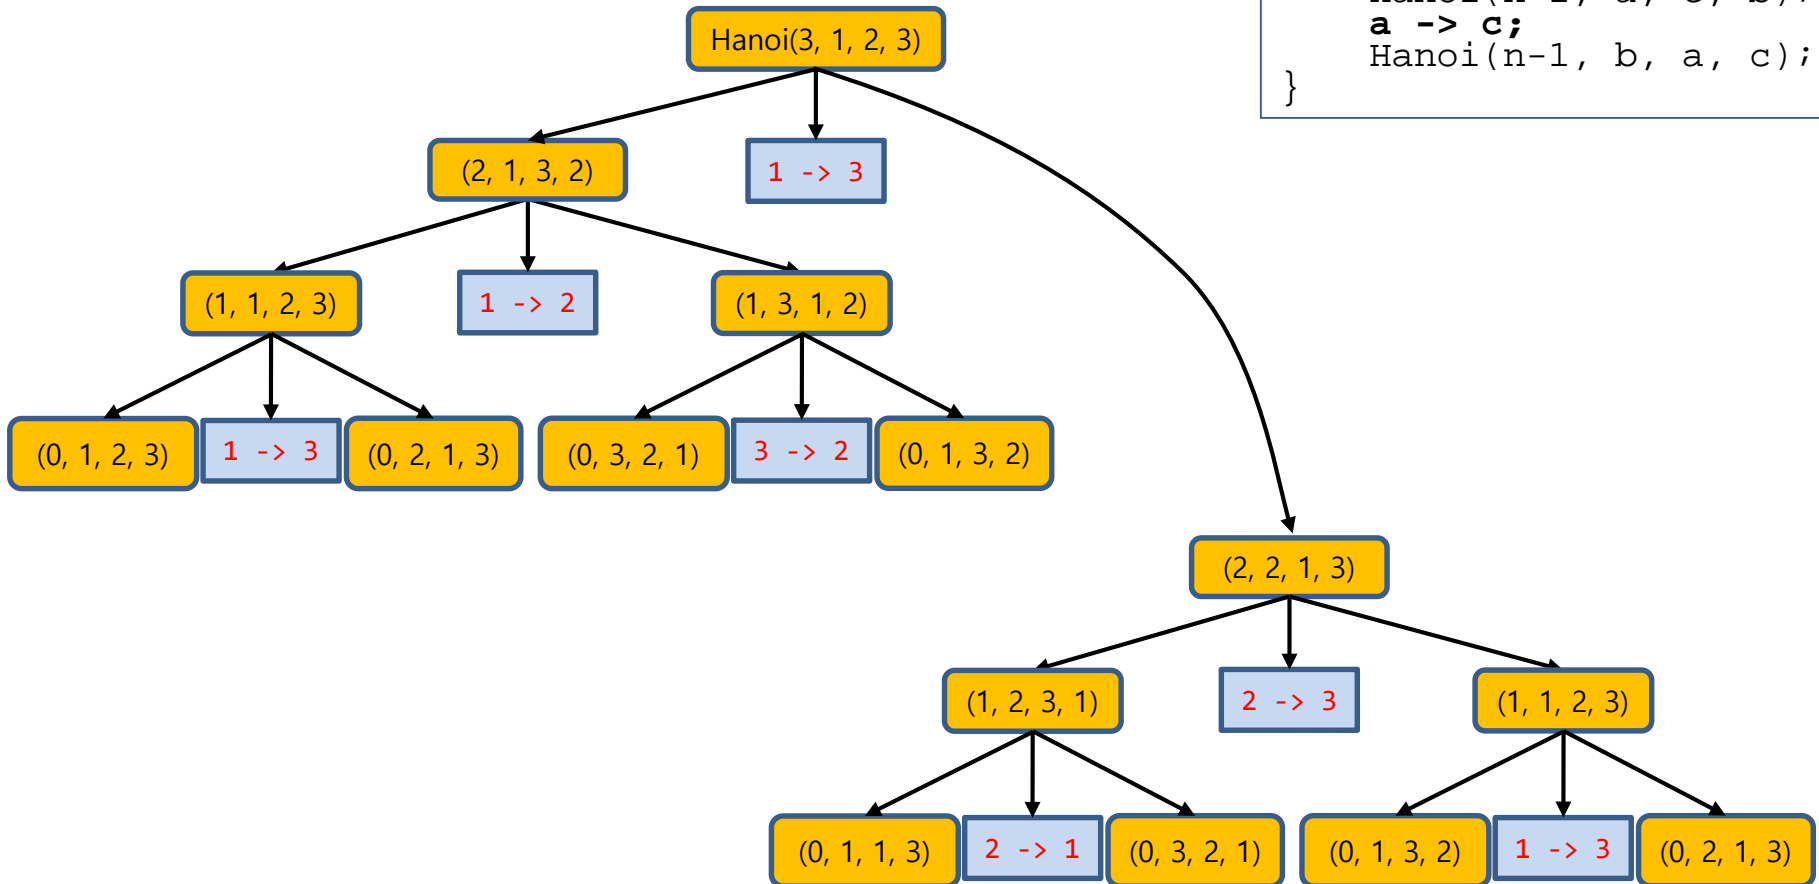 Hanoi(n-1, a, c, b);
a -> c;
Hanoi(n-1, b, a, c);
}
Hanoi(3, 1, 2, 3)
(2, 1, 3, 2)
1 -> 3
(1, 1, 2, 3)
1 -> 2
(1, 3, 1, 2)
(0, 1, 2, 3)
1 -> 3
(0, 2, 1, 3)
(0, 3, 2, 1)
3 -> 2
(0, 1, 3, 2)
(2, 2, 1, 3)
(1, 2, 3, 1)
2 -> 3
(1, 1, 2, 3)
(0, 1, 1, 3)
2 -> 1
(0, 3, 2, 1)
(0, 1, 3, 2)
1 -> 3
(0, 2, 1, 3)